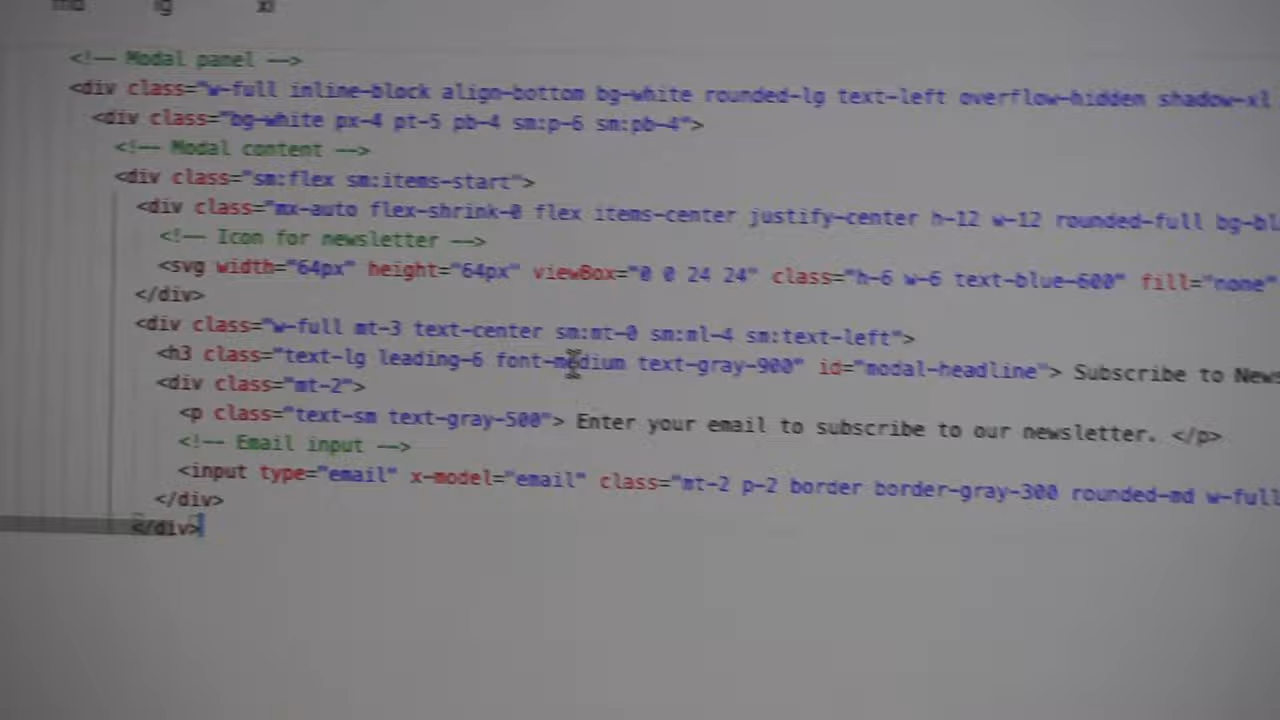 md lg xl
<!-- Modal panel -->
<div class="w-full inline-block align-bottom bg-white rounded-lg text-left overflow-hidden shadow-xl
<div class="bg-white px-4 pt-5 pb-4 sm:p-6 sm:pb-4">
<!-- Modal content -->
<div class="sm:flex sm:items-start">
<div class="mx-auto flex-shrink-0 flex items-center justify-center h-12 w-12 rounded-full bg-bl
<!-- Icon for newsletter -->
<svg width="64px" height="64px" viewBox="0 0 24 24" class="h-6 w-6 text-blue-600" fill="none"
</div>
<div class="w-full mt-3 text-center sm:mt-0 sm:ml-4 sm:text-left">
<h3 class="text-lg leading-6 font-medium text-gray-900" id="modal-headline"> Subscribe to News
<div class="mt-2">
<p class="text-sm text-gray-500"> Enter your email to subscribe to our newsletter. </p>
<!-- Email input -->
<input type="email" x-model="email" class="mt-2 p-2 border border-gray-300 rounded-md w-full
</div>
</div>